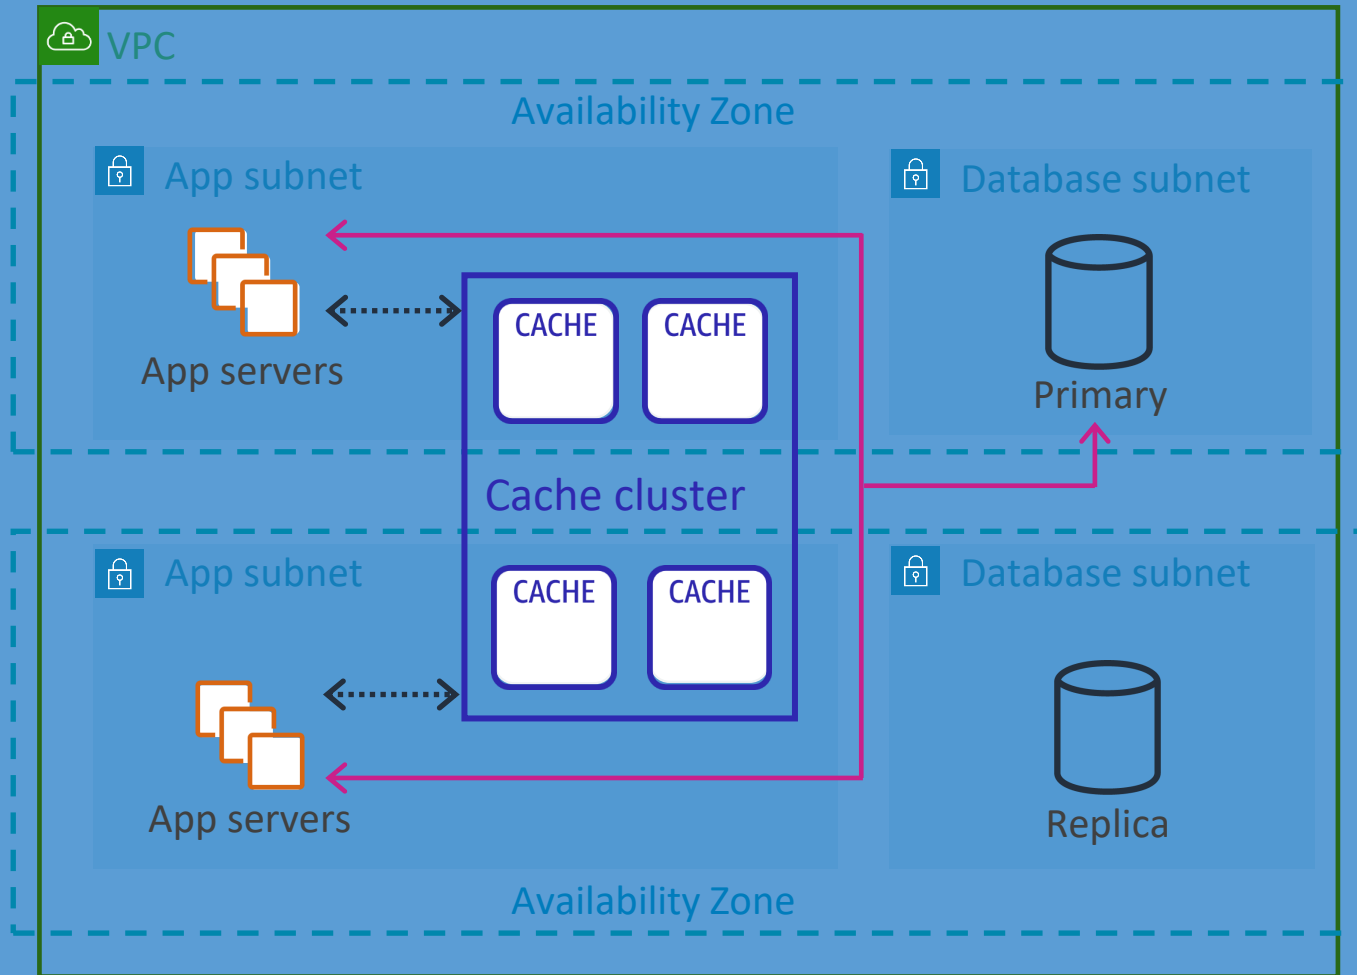 VPC
Availability Zone
App subnet
Database subnet
CACHE
CACHE
App servers
Primary
Cache cluster
App subnet
Database subnet
CACHE
CACHE
App servers
Replica
Availability Zone